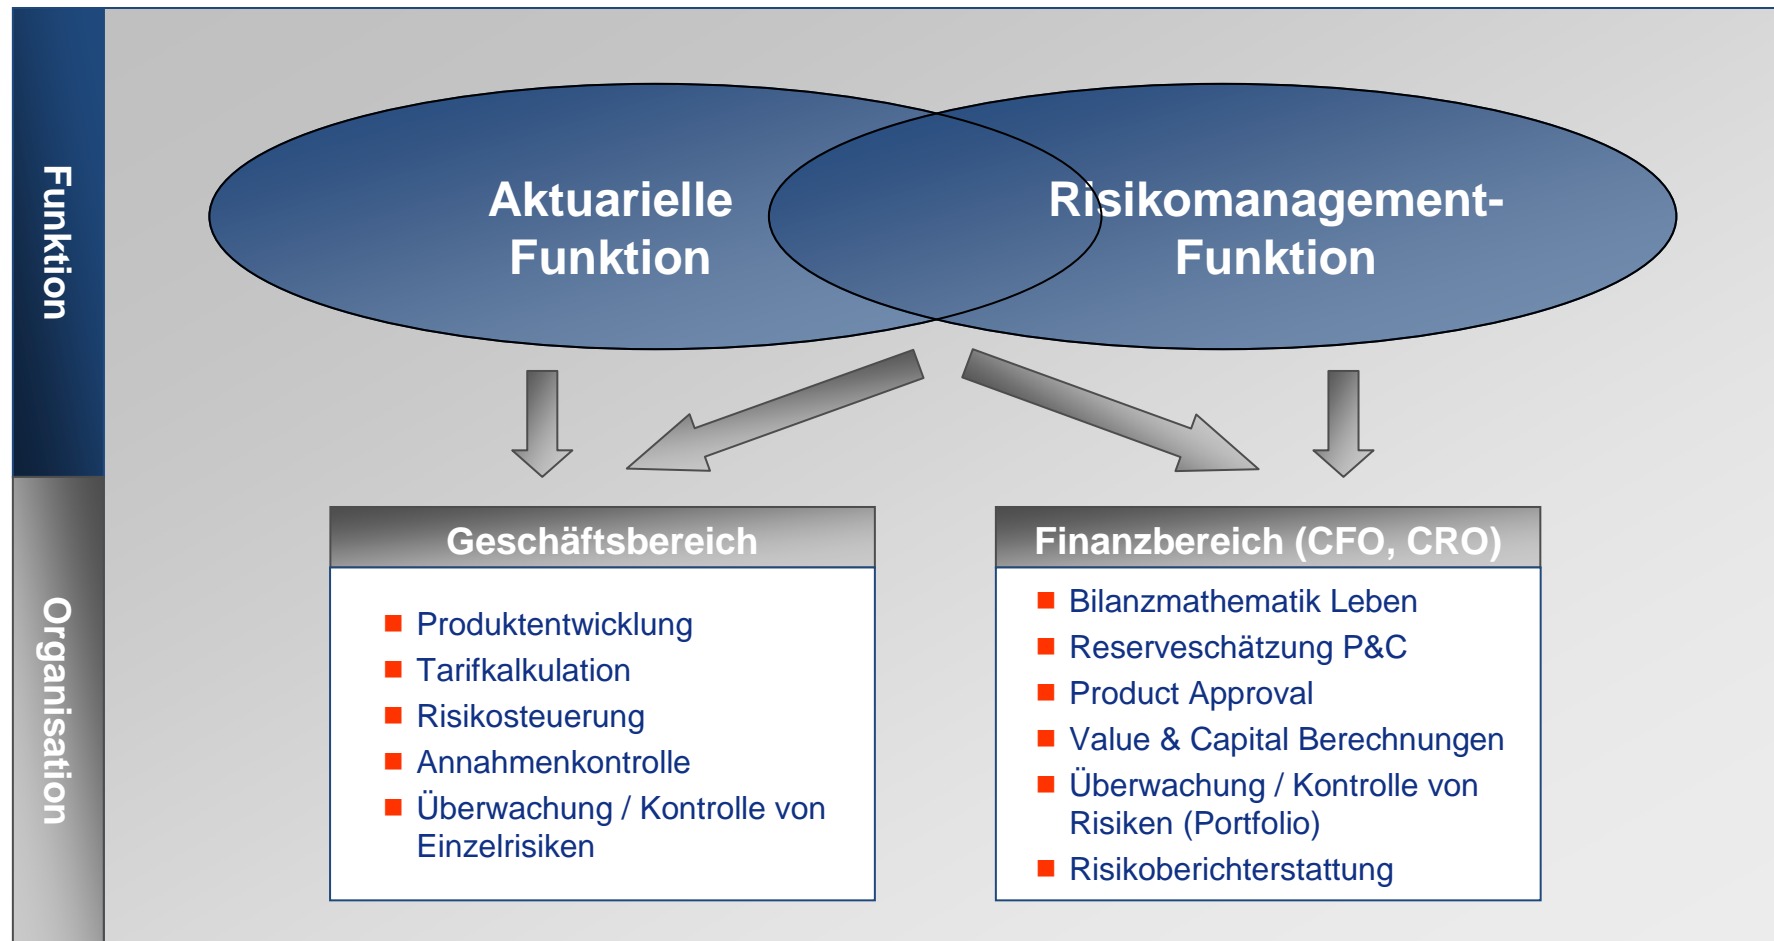 Funktion
Aktuarielle
Funktion
Risikomanagement-
Funktion
Organisation
Geschäftsbereich
Produktentwicklung
Tarifkalkulation
Risikosteuerung
Annahmenkontrolle
Überwachung / Kontrolle von
Einzelrisiken
Finanzbereich (CFO, CRO)
Bilanzmathematik Leben
Reserveschätzung P&C
Product Approval
Value & Capital Berechnungen
Überwachung / Kontrolle von
Risiken (Portfolio)
Risikoberichterstattung